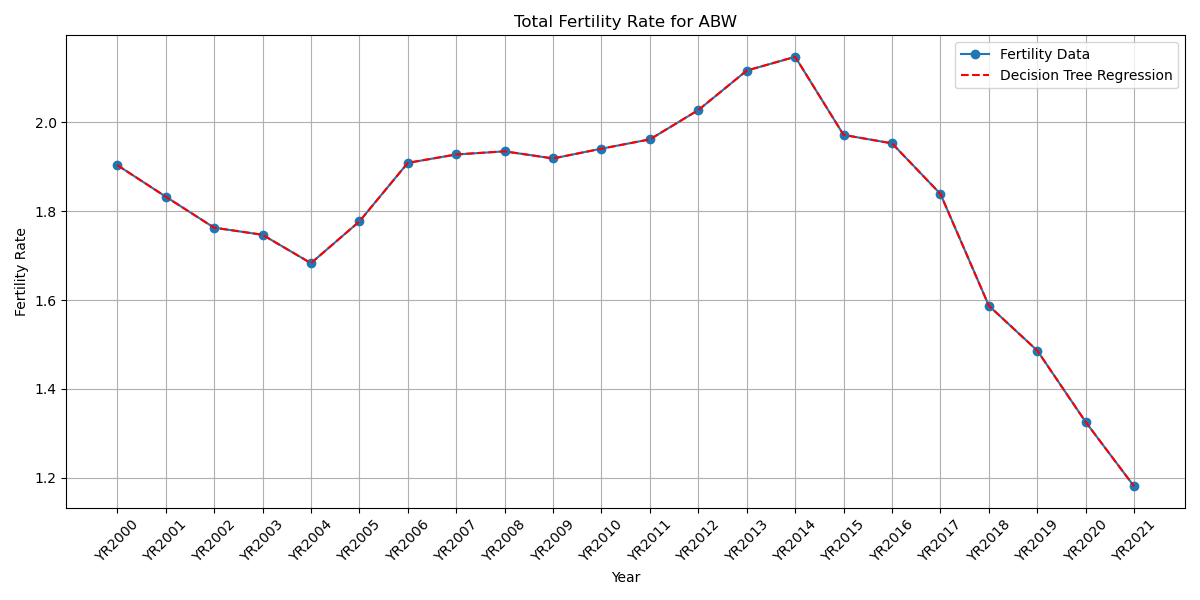 Total Fertility Rate for ABW
Fertility Data
Decision Tree Regression
Fertility Rate
2.0
1.8
1.6
1.4
1.2
YR2000
YR2001
YR2002
YR2003
YR2004
YR2005
YR2006
YR2007
YR2008
YR2009
YR2010
YR2011
YR2012
YR2013
YR2014
YR2015
YR2016
YR2017
YR2018
YR2019
YR2020
YR2021
Year